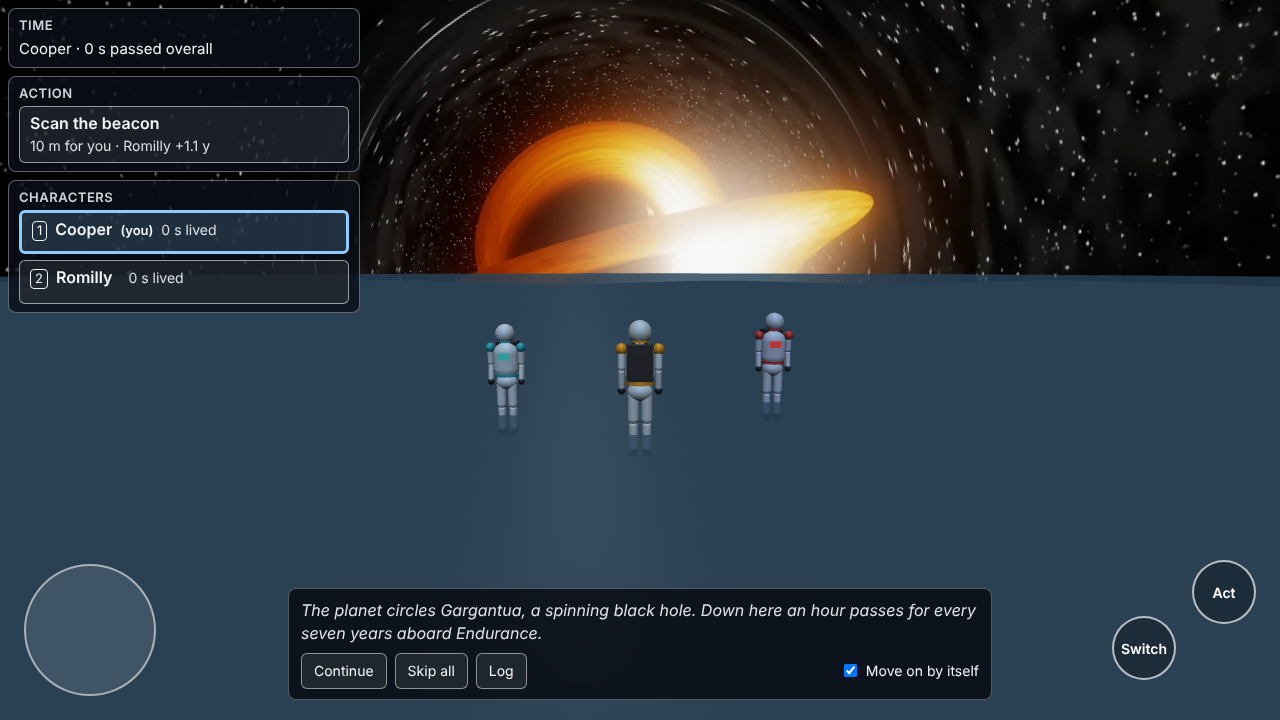 TIME
Cooper · 0 s passed overall
ACTION
Scan the beacon
10 m for you · Romilly +1.1 y
CHARACTERS
1 Cooper (you) 0 s lived
2 Romilly 0 s lived
The planet circles Gargantua, a spinning black hole. Down here an hour passes for every
seven years aboard Endurance.
Continue Skip all Log Move on by itself
Act
Switch